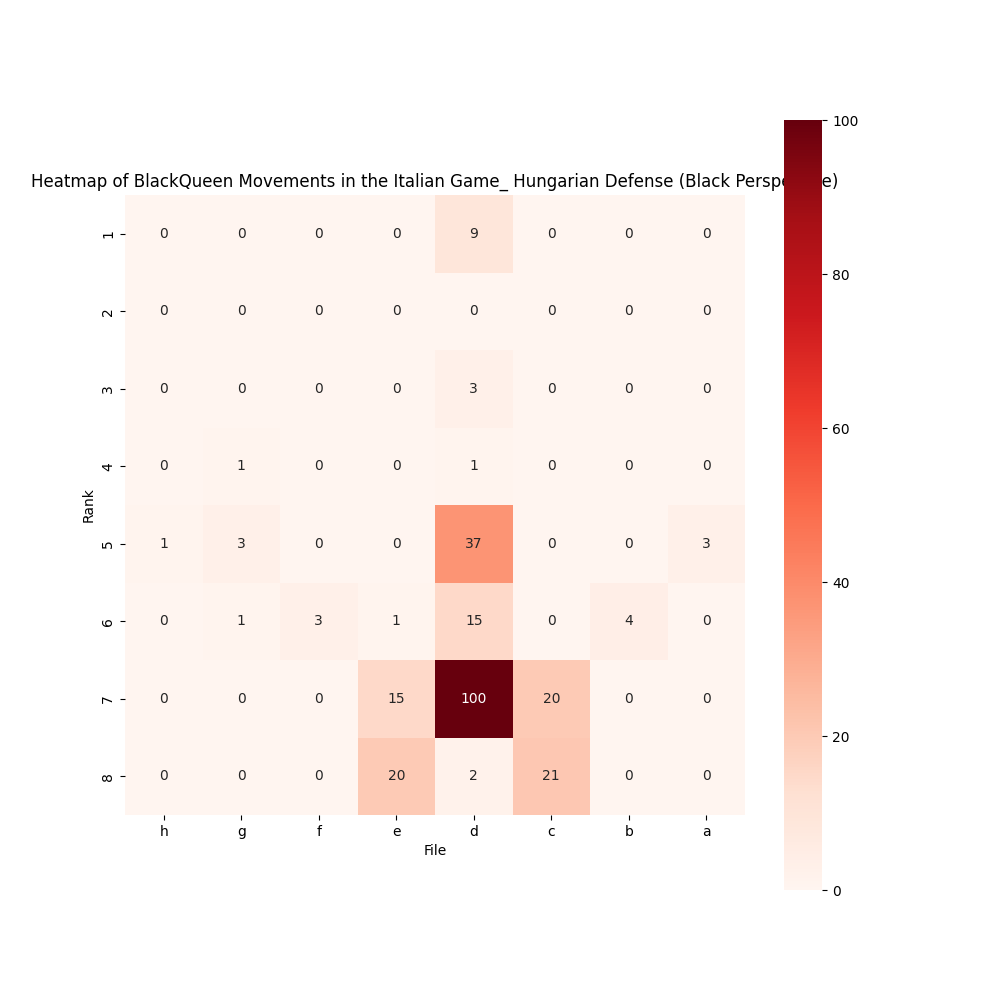 Heatmap of BlackQueen Movements in the Italian Game_ Hungarian Defense (Black
100
80
60
40
20
0
Rank
1 0 0 0 0 9 0 0 0
2 0 0 0 0 0 0 0 0
3 0 0 0 0 3 0 0 0
4 0 1 0 0 1 0 0 0
5 1 3 0 0 37 0 0 3
6 0 1 3 1 15 0 4 0
7 0 0 0 15 100 20 0 0
8 0 0 0 20 2 21 0 0
h g f e d c b a
File